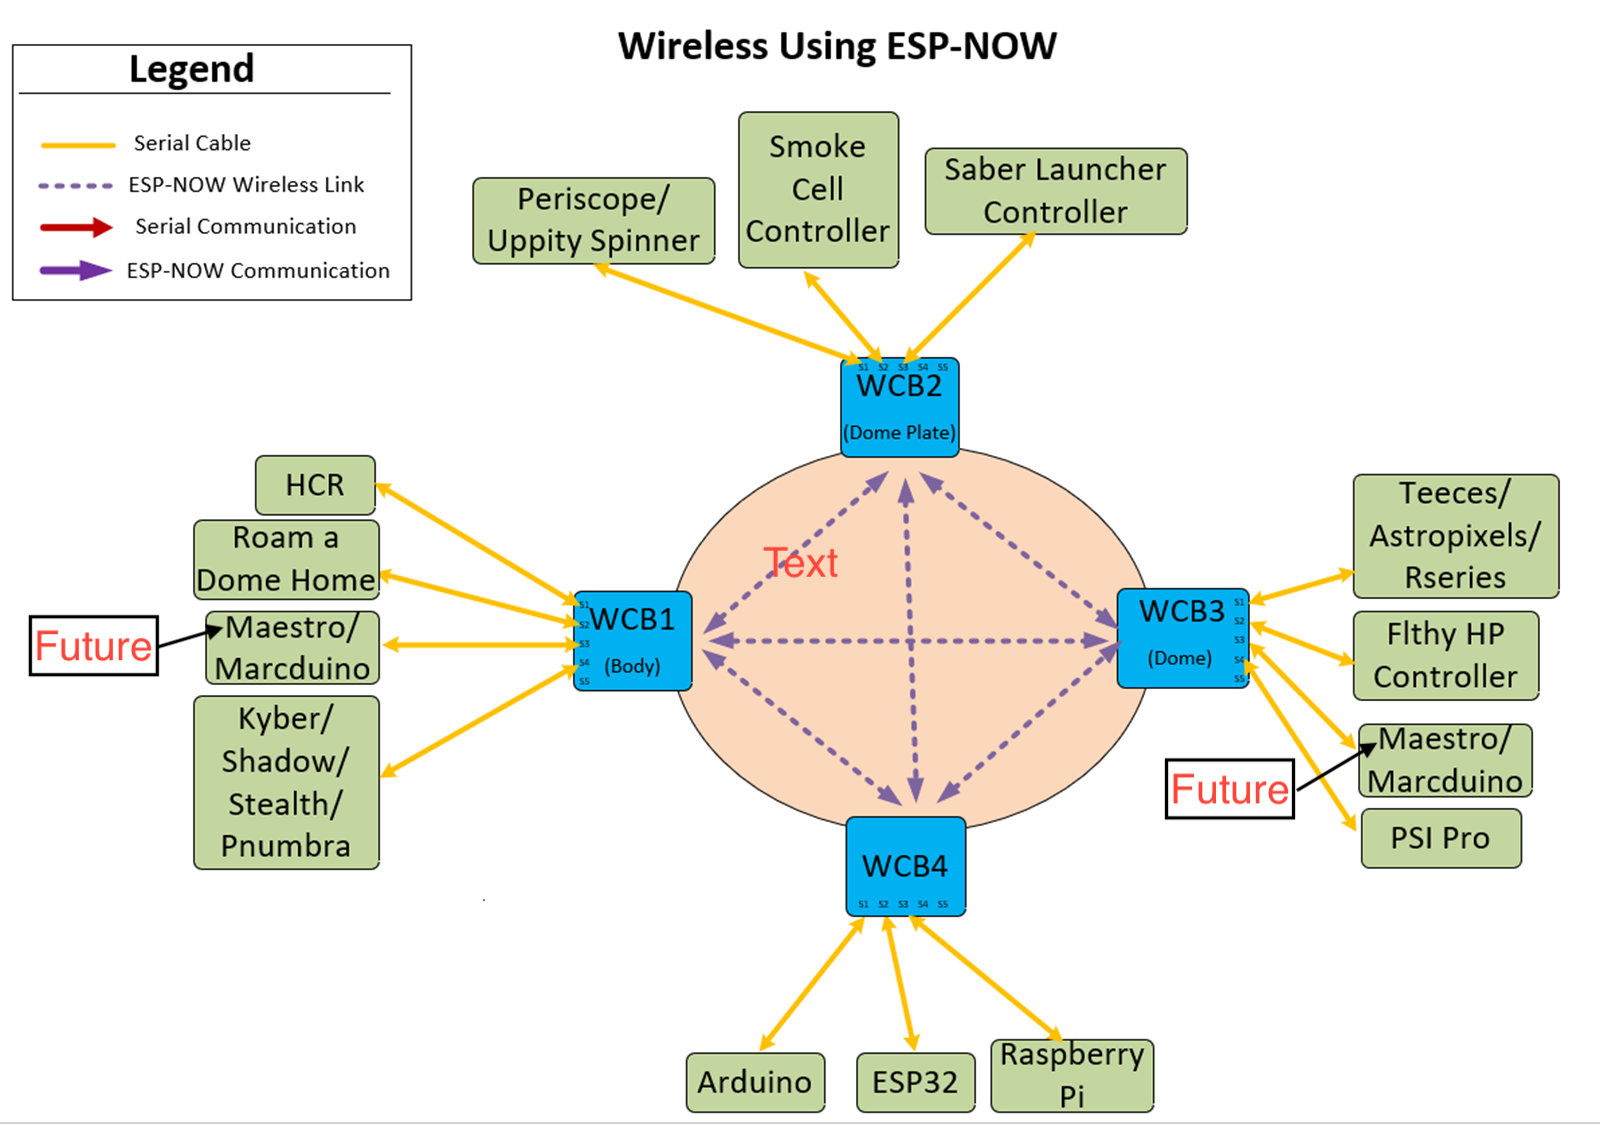 Wireless Using ESP-NOW
Legend
Serial Cable
ESP-NOW Wireless Link
Serial Communication
ESP-NOW Communication
Periscope/
Uppity Spinner
Smoke
Cell
Controller
Saber Launcher
Controller
S1 S2 S3 S4 S5
WCB2
(Dome Plate)
HCR
Roam a
Dome Home
Future
Maestro/
Marcduino
Kyber/
Shadow/
Stealth/
Pnumbra
S1
S2
S3
S4
S5
WCB1
(Body)
Text
WCB3
(Dome)
S1
S2
S3
S4
S5
Teeces/
Astropixels/
Rseries
Flthy HP
Controller
Future
Maestro/
Marcduino
PSI Pro
WCB4
S1 S2 S3 S4 S5
Arduino
ESP32
Raspberry
Pi